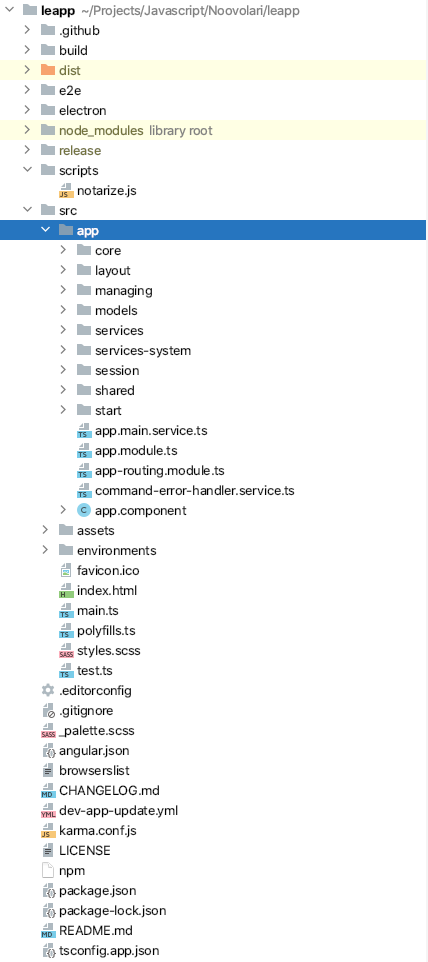 leapp ~/Projects/Javascript/Noovolari/leapp
.github
build
dist
e2e
electron
node_modules library root
release
scripts
JS notarize.js
src
app
core
layout
managing
models
services
services-system
session
shared
start
TS app.main.service.ts
TS app.module.ts
TS app-routing.module.ts
TS command-error-handler.service.ts
C app.component
assets
environments
favicon.ico
H index.html
TS main.ts
TS polyfills.ts
SASS styles.scss
TS test.ts
.editorconfig
.gitignore
SASS _palette.scss
angular.json
browserslist
MD CHANGELOG.md
YML dev-app-update.yml
JS karma.conf.js
LICENSE
npm
package.json
package-lock.json
MD README.md
tsconfig.app.json